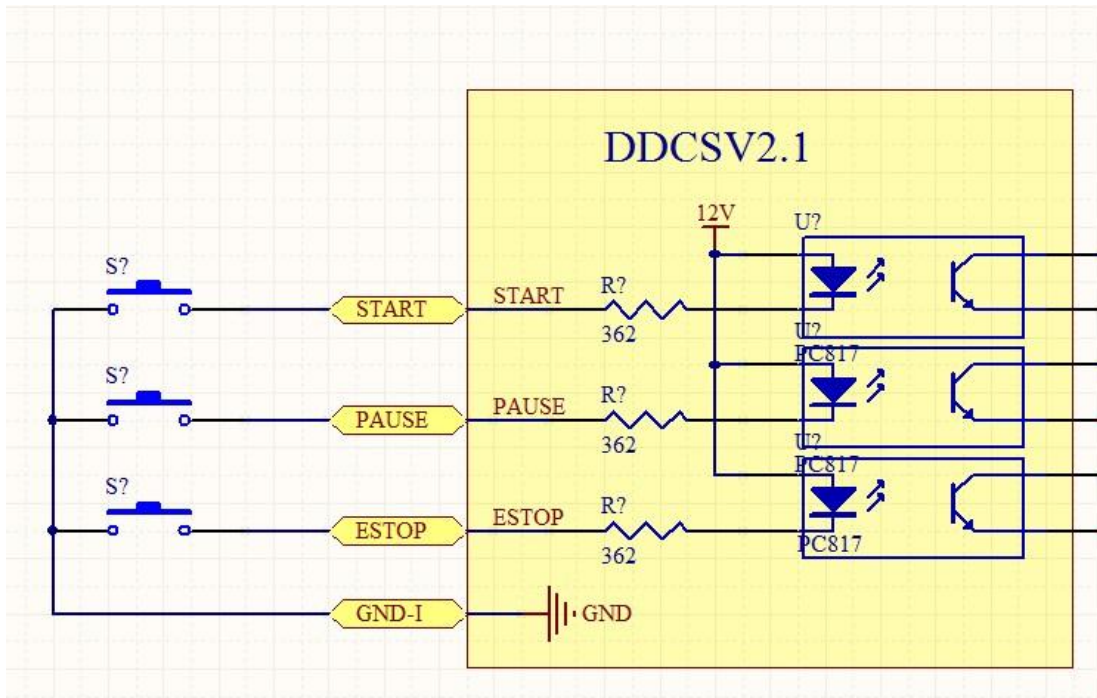 DDCSV2.1
12V
U?
S?
START
START
R?
362
U?
PC817
S?
PAUSE
PAUSE
R?
362
U?
PC817
S?
ESTOP
ESTOP
R?
362
PC817
GND-I
GND